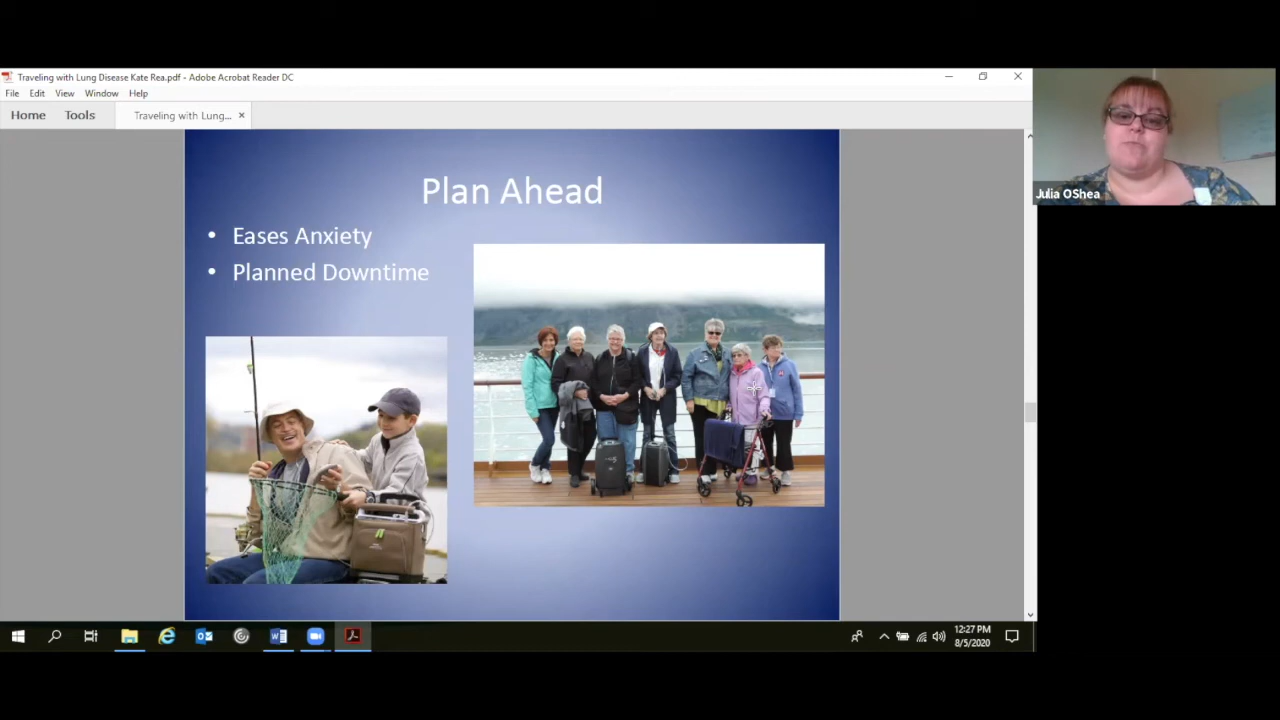 Traveling with Lung Disease Kate Rea.pdf - Adobe Acrobat Reader DC
File Edit View Window Help
Home Tools Traveling with Lung... ×
Plan Ahead
• Eases Anxiety
• Planned Downtime
Julia OShea
12:27 PM
8/5/2020